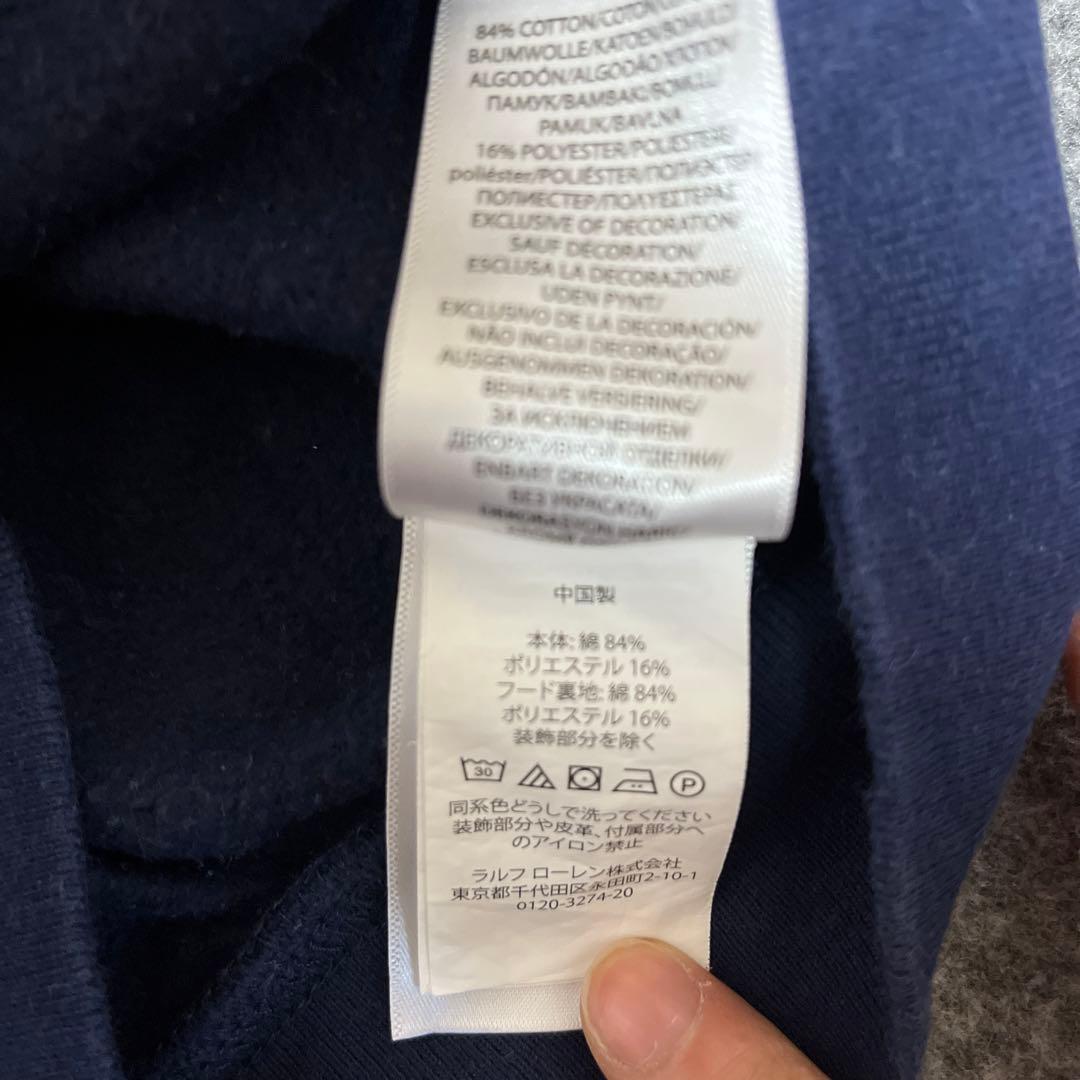 84% COTTON/COTON/
BAUMWOLLE/KATOEN/BOMULD/
ALGODÓN/ALGODÃO
ПАМУК/BAMBAK/BOMULL/
PAMUK/BAVLNA
16% POLYESTER/POLIESTERE/
poliéster/POLIÉSTER/ПОЛИЭСТЕР
ПОЛИЕСТЕР/ΠΟΛΥΕΣΤΕΡΑΣ
EXCLUSIVE OF DECORATION/
SAUF DÉCORATION/
ESCLUSA LA DECORAZIONE/
UDEN PYNT/
EXCLUSIVO DE LA DECORACIÓN/
NÃO INCLUI DECORAÇÃO/
AUSGENOMMEN DEKORATION/
BEHALVE VERSIERING/
ЗА ИСКЛЮЧЕНИЕМ
ДЕКОРАТИВНОЙ ОТДЕЛКИ/
ENBART DEKORATION/
中国製
本体: 綿 84%
ポリエステル 16%
フード裏地: 綿 84%
ポリエステル 16%
装飾部分を除く
30 P
同系色どうしで洗ってください
装飾部分や皮革、付属部分へ
のアイロン禁止
ラルフ ローレン株式会社
東京都千代田区永田町2-10-1
0120-3274-20